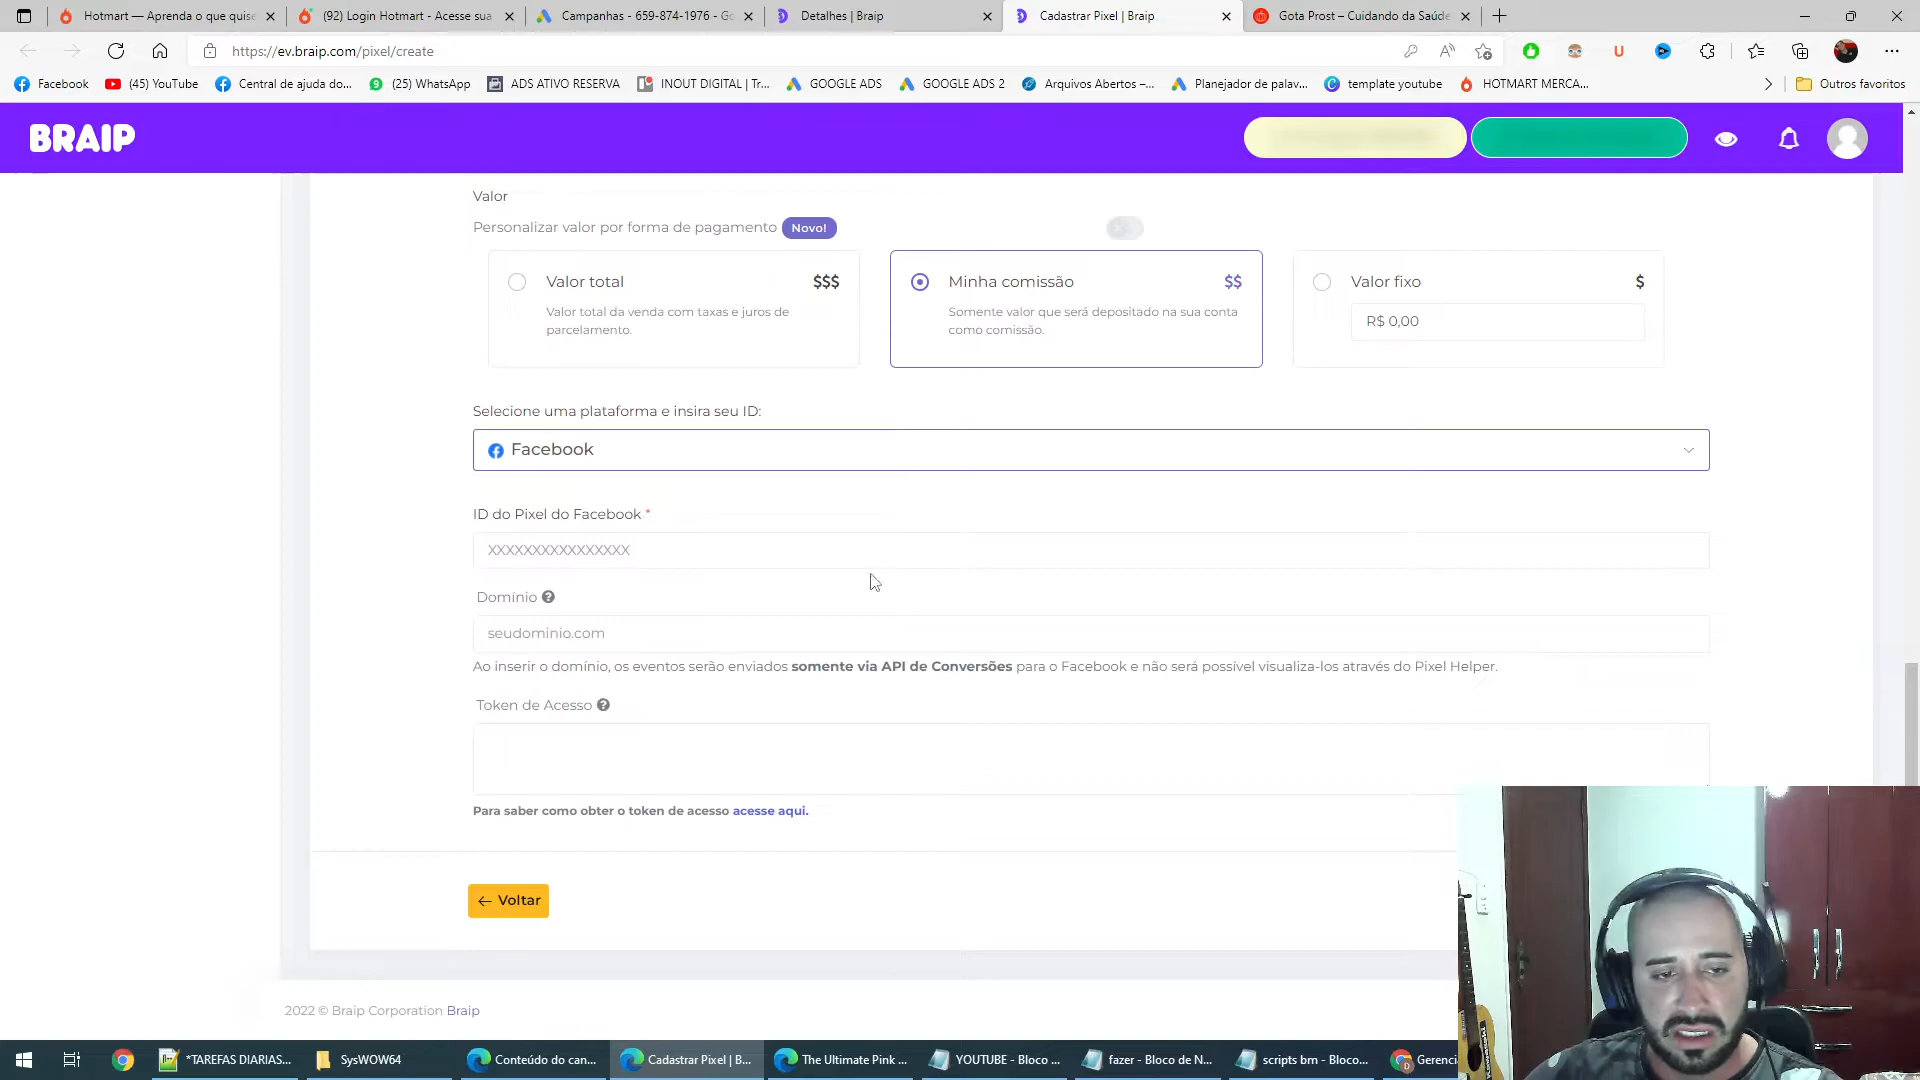 Hotmart — Aprenda o que quise
(92) Login Hotmart - Acesse sua
Campanhas - 659-874-1976 - Go
Detalhes | Braip
Cadastrar Pixel | Braip
Gota Prost – Cuidando da Saúde
https://ev.braip.com/pixel/create
Facebook
(45) YouTube
Central de ajuda do...
(25) WhatsApp
ADS ATIVO RESERVA
INOUT DIGITAL | Tr...
GOOGLE ADS
GOOGLE ADS 2
Arquivos Abertos –...
Planejador de palav...
template youtube
HOTMART MERCA...
Outros favoritos
BRAIP
Valor
Personalizar valor por forma de pagamento Novo!
Valor total $$$
Valor total da venda com taxas e juros de
parcelamento.
Minha comissão $$
Somente valor que será depositado na sua conta
como comissão.
Valor fixo $
R$ 0,00
Selecione uma plataforma e insira seu ID:
Facebook
ID do Pixel do Facebook *
XXXXXXXXXXXXXXXX
Domínio
seudominio.com
Ao inserir o domínio, os eventos serão enviados somente via API de Conversões para o Facebook e não será possível visualiza-los através do Pixel Helper.
Token de Acesso
Para saber como obter o token de acesso acesse aqui.
← Voltar
2022 © Braip Corporation Braip
*TAREFAS DIARIAS...
SysWOW64
Conteúdo do can...
Cadastrar Pixel | B...
The Ultimate Pink ...
YOUTUBE - Bloco ...
fazer - Bloco de N...
scripts bm - Bloco...
Gerenci